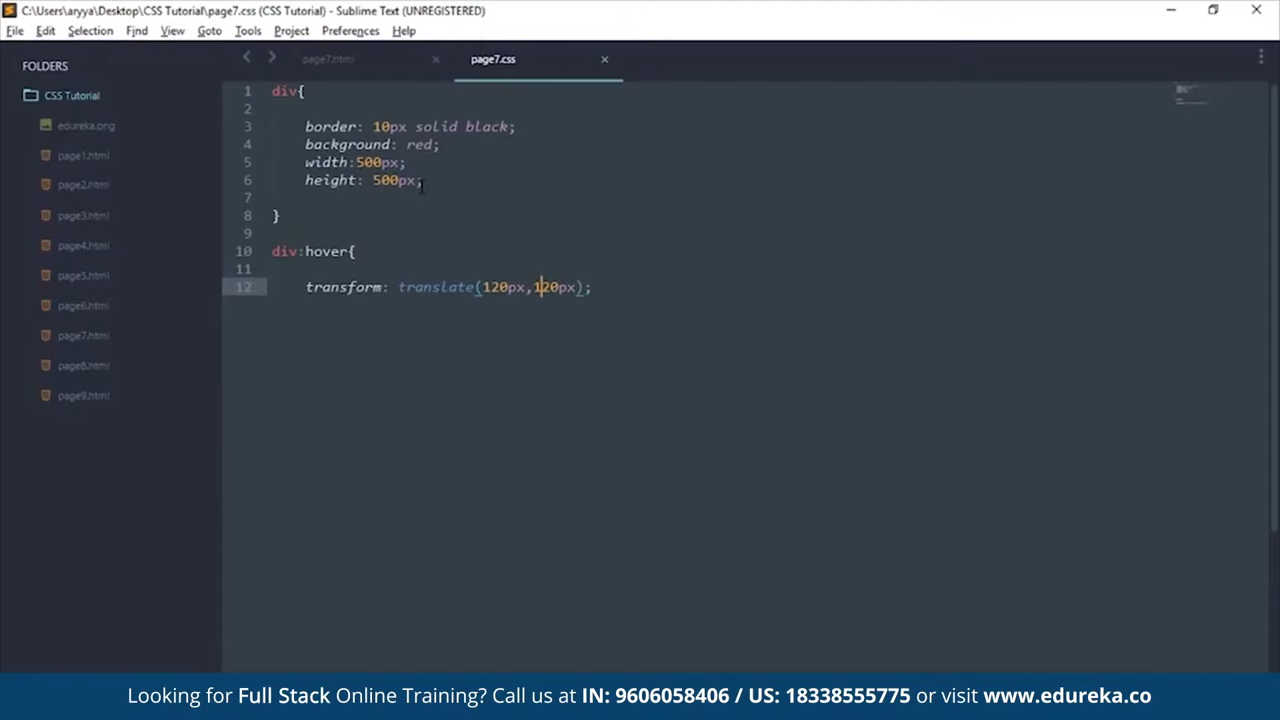 C:\Users\aryya\Desktop\CSS Tutorial\page7.css (CSS Tutorial) - Sublime Text (UNREGISTERED)
File Edit Selection Find View Goto Tools Project Preferences Help
FOLDERS
CSS Tutorial
edureka.png
page1.html
page2.html
page3.html
page4.html
page5.html
page6.html
page7.html
page8.html
page9.html
page7.html × page7.css ×
1 div{
2
3 border: 10px solid black;
4 background: red;
5 width:500px;
6 height: 500px;
7
8 }
9
10 div:hover{
11
12 transform: translate(120px,120px);
Looking for Full Stack Online Training? Call us at IN: 9606058406 / US: 18338555775 or visit www.edureka.co